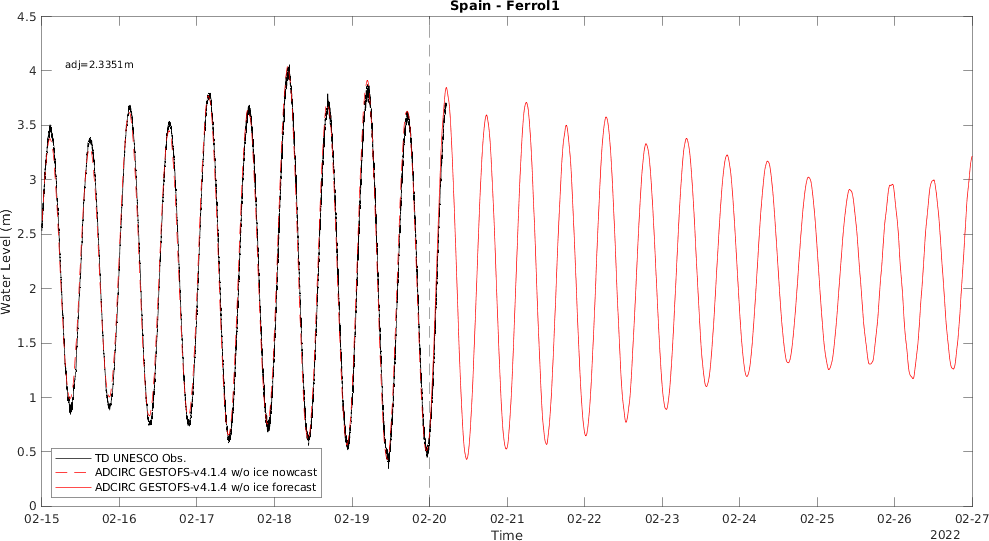 Spain - Ferrol1
adj=2.3351m
4.5
4
3.5
3
2.5
2
1.5
1
0.5
0
Water Level (m)
TD UNESCO Obs.
ADCIRC GESTOFS-v4.1.4 w/o ice nowcast
ADCIRC GESTOFS-v4.1.4 w/o ice forecast
02-15 02-16 02-17 02-18 02-19 02-20 02-21 02-22 02-23 02-24 02-25 02-26 02-27
Time
2022